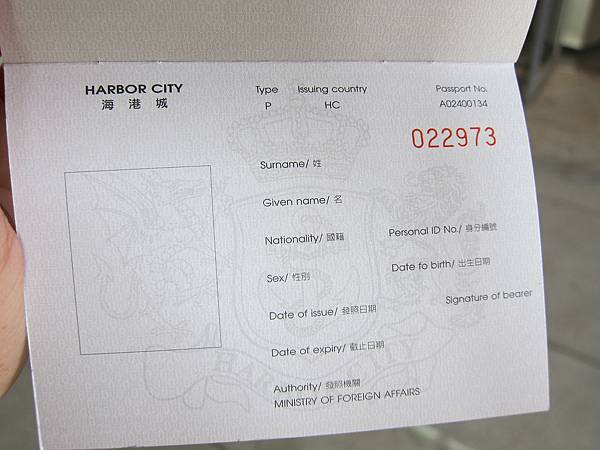 HARBOR CITY
海港城
Type Issuing country Passport No.
P HC A02400134
022973
Surname/ 姓
Given name/ 名
Nationality/ 國籍 Personal ID No./ 身分編號
Sex/ 性別 Date fo birth/ 出生日期
Signature of bearer
Date of issue/ 發照日期
Date of expiry/ 截止日期
Authority/ 發照機關
MINISTRY OF FOREIGN AFFAIRS
HARBOR CITY